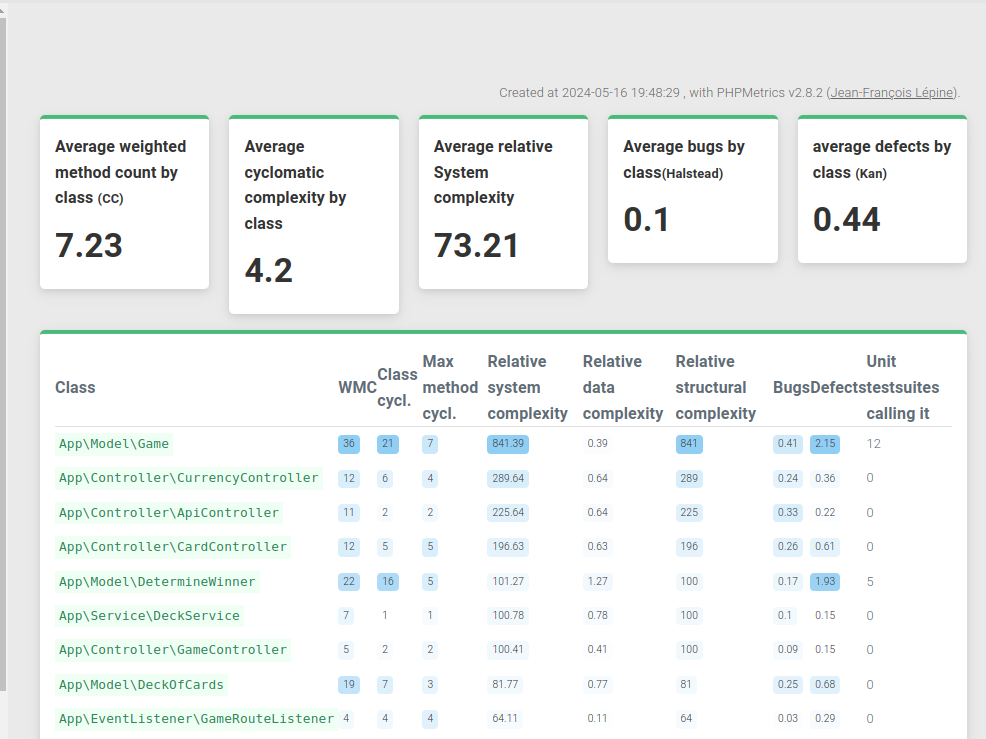 Created at 2024-05-16 19:48:29 , with PHPMetrics v2.8.2 (Jean-François Lépine).
Average weighted method count by class (CC)
7.23
Average cyclomatic complexity by class
4.2
Average relative System complexity
73.21
Average bugs by class(Halstead)
0.1
average defects by class (Kan)
0.44
Class WMC Class cycl. Max method cycl. Relative system complexity Relative data complexity Relative structural complexity Bugs Defects Unit testsuites calling it
App\Model\Game 36 21 7 841.39 0.39 841 0.41 2.15 12
App\Controller\CurrencyController 12 6 4 289.64 0.64 289 0.24 0.36 0
App\Controller\ApiController 11 2 2 225.64 0.64 225 0.33 0.22 0
App\Controller\CardController 12 5 5 196.63 0.63 196 0.26 0.61 0
App\Model\DetermineWinner 22 16 5 101.27 1.27 100 0.17 1.93 5
App\Service\DeckService 7 1 1 100.78 0.78 100 0.1 0.15 0
App\Controller\GameController 5 2 2 100.41 0.41 100 0.09 0.15 0
App\Model\DeckOfCards 19 7 3 81.77 0.77 81 0.25 0.68 0
App\EventListener\GameRouteListener 4 4 4 64.11 0.11 64 0.03 0.29 0